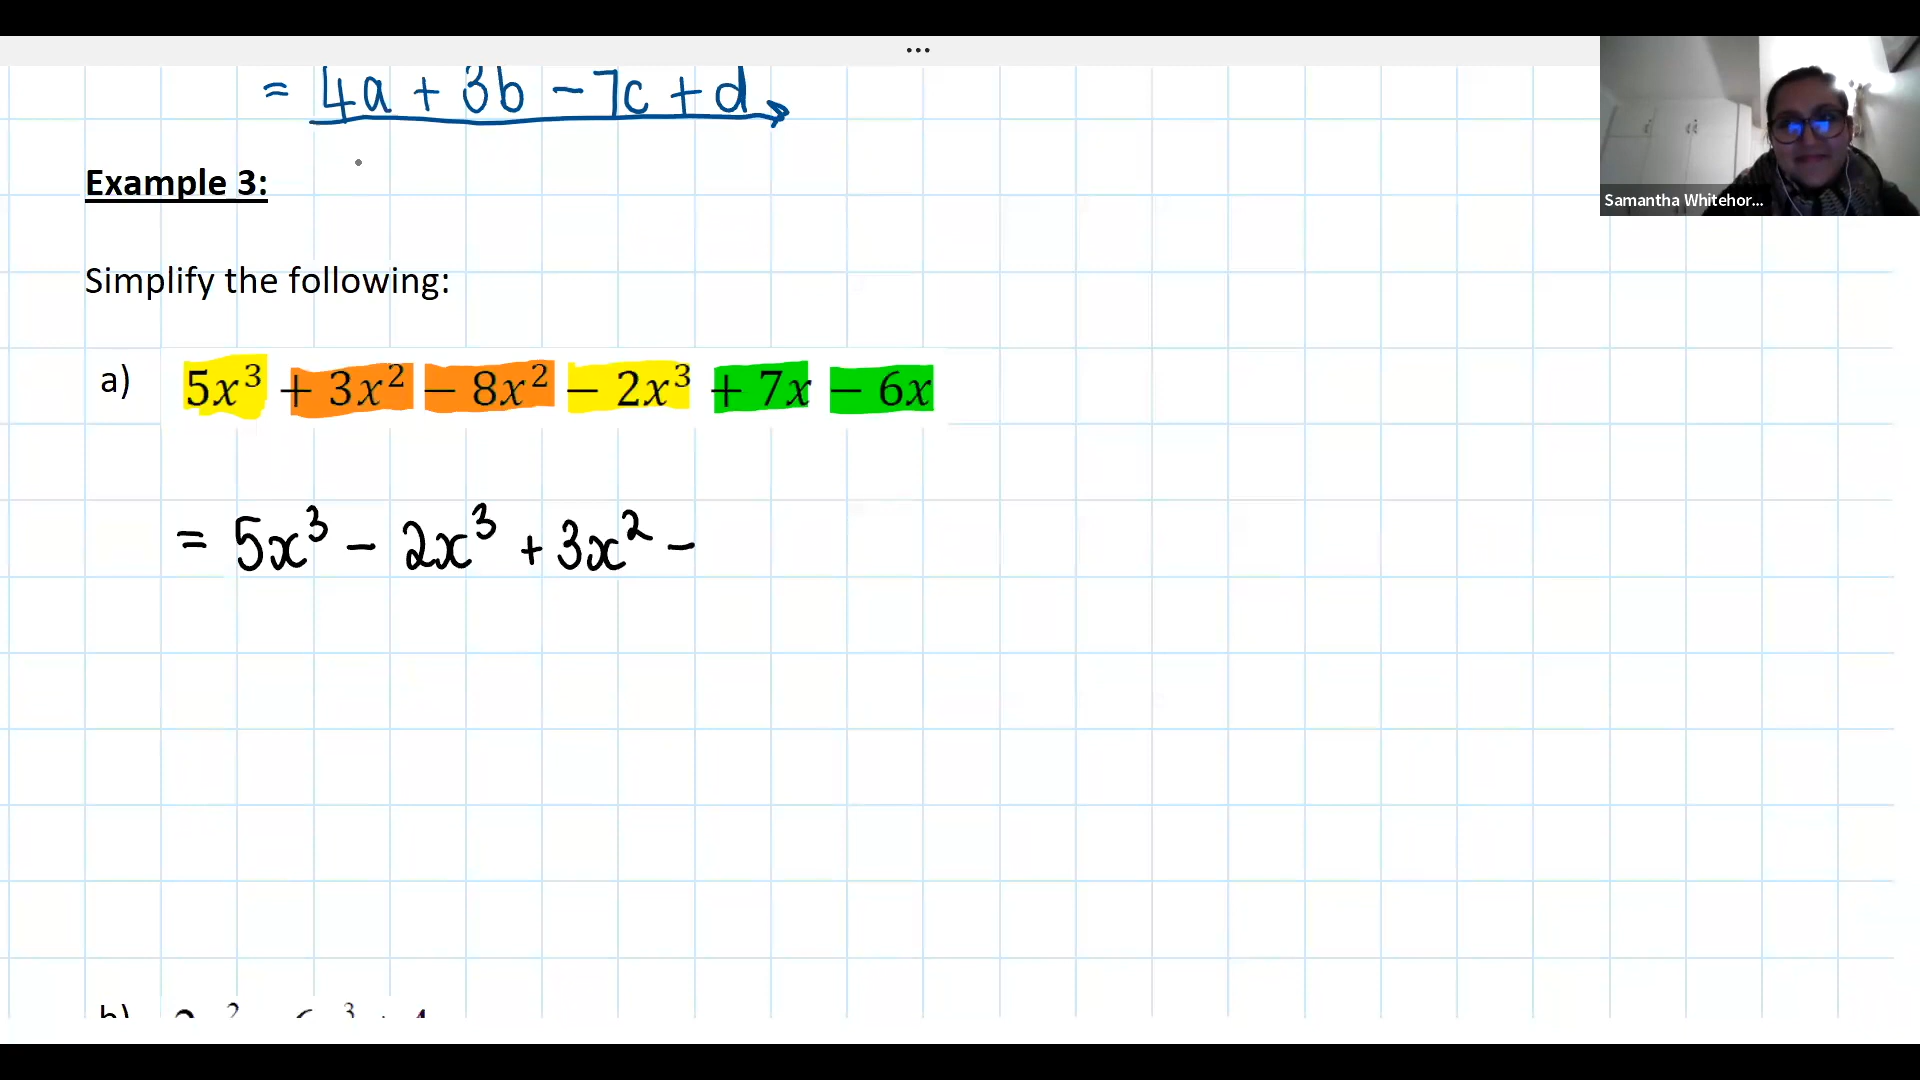 = 4a + 3b - 7c + d
Samantha Whitehor...
Example 3:
Simplify the following:
a) 5x³ + 3x² - 8x² - 2x³ + 7x - 6x
= 5x³ - 2x³ + 3x² -